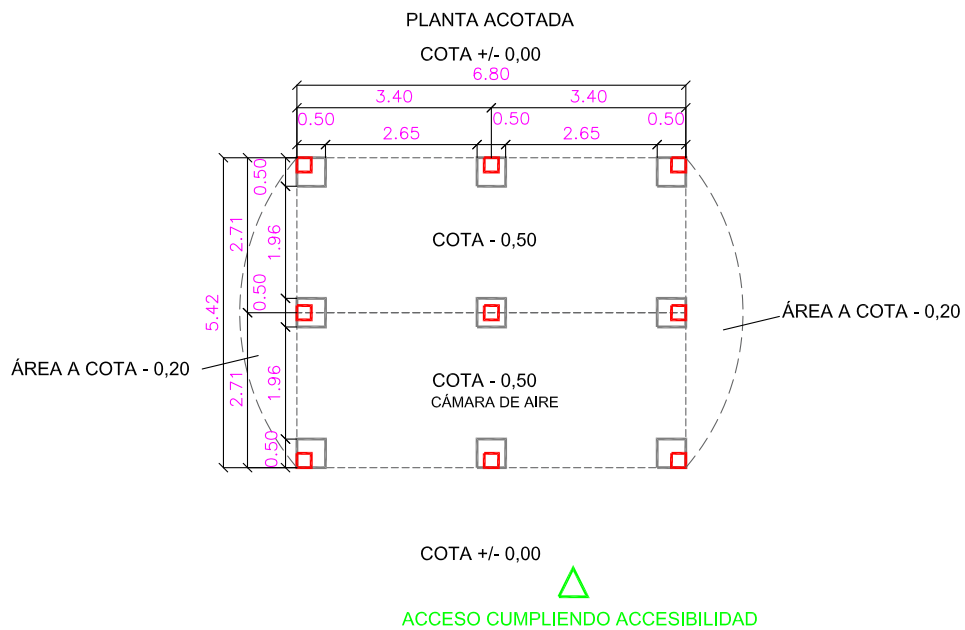 PLANTA ACOTADA
COTA +/- 0,00
6.80
3.40 3.40
0.50 0.50 0.50
2.65 2.65
0.50
2.71
1.96
COTA - 0,50
0.50
5.42
ÁREA A COTA - 0,20
ÁREA A COTA - 0,20
2.71
1.96
COTA - 0,50
CÁMARA DE AIRE
0.50
COTA +/- 0,00
ACCESO CUMPLIENDO ACCESIBILIDAD